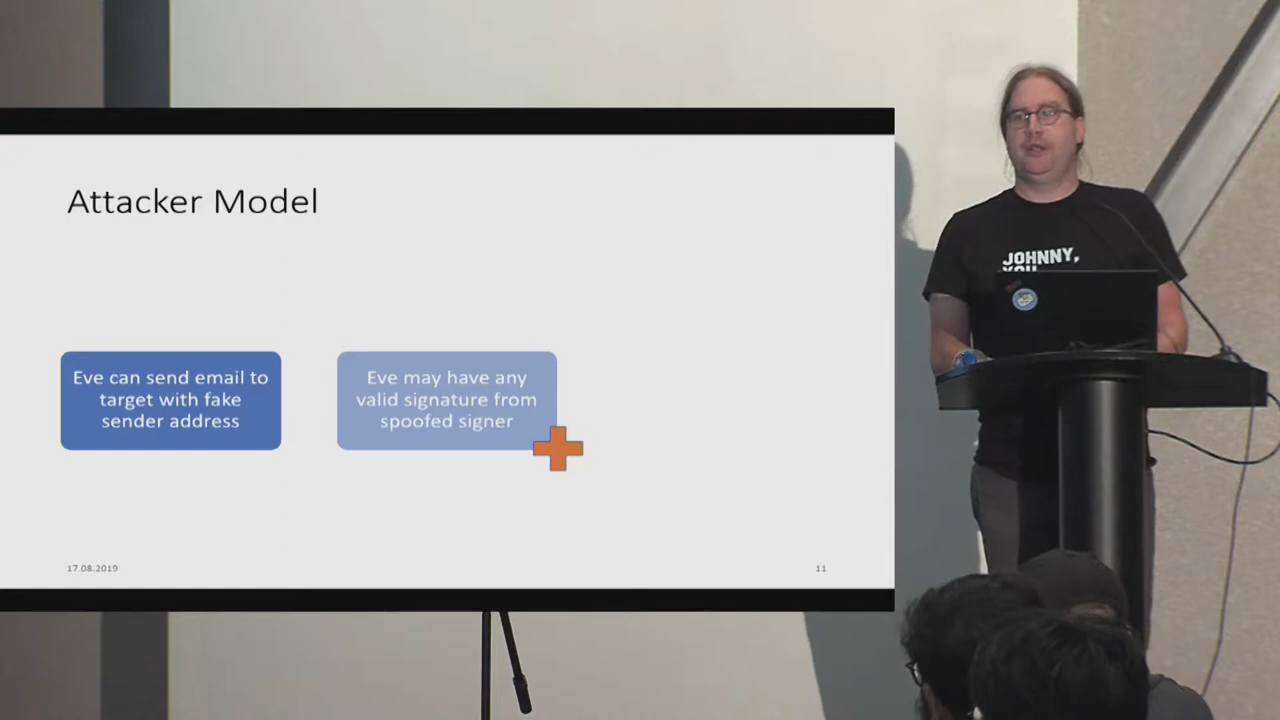 Attacker Model
Eve can send email to
target with fake
sender address
Eve may have any
valid signature from
spoofed signer
17.08.2019
11
JOHNNY,
YOU